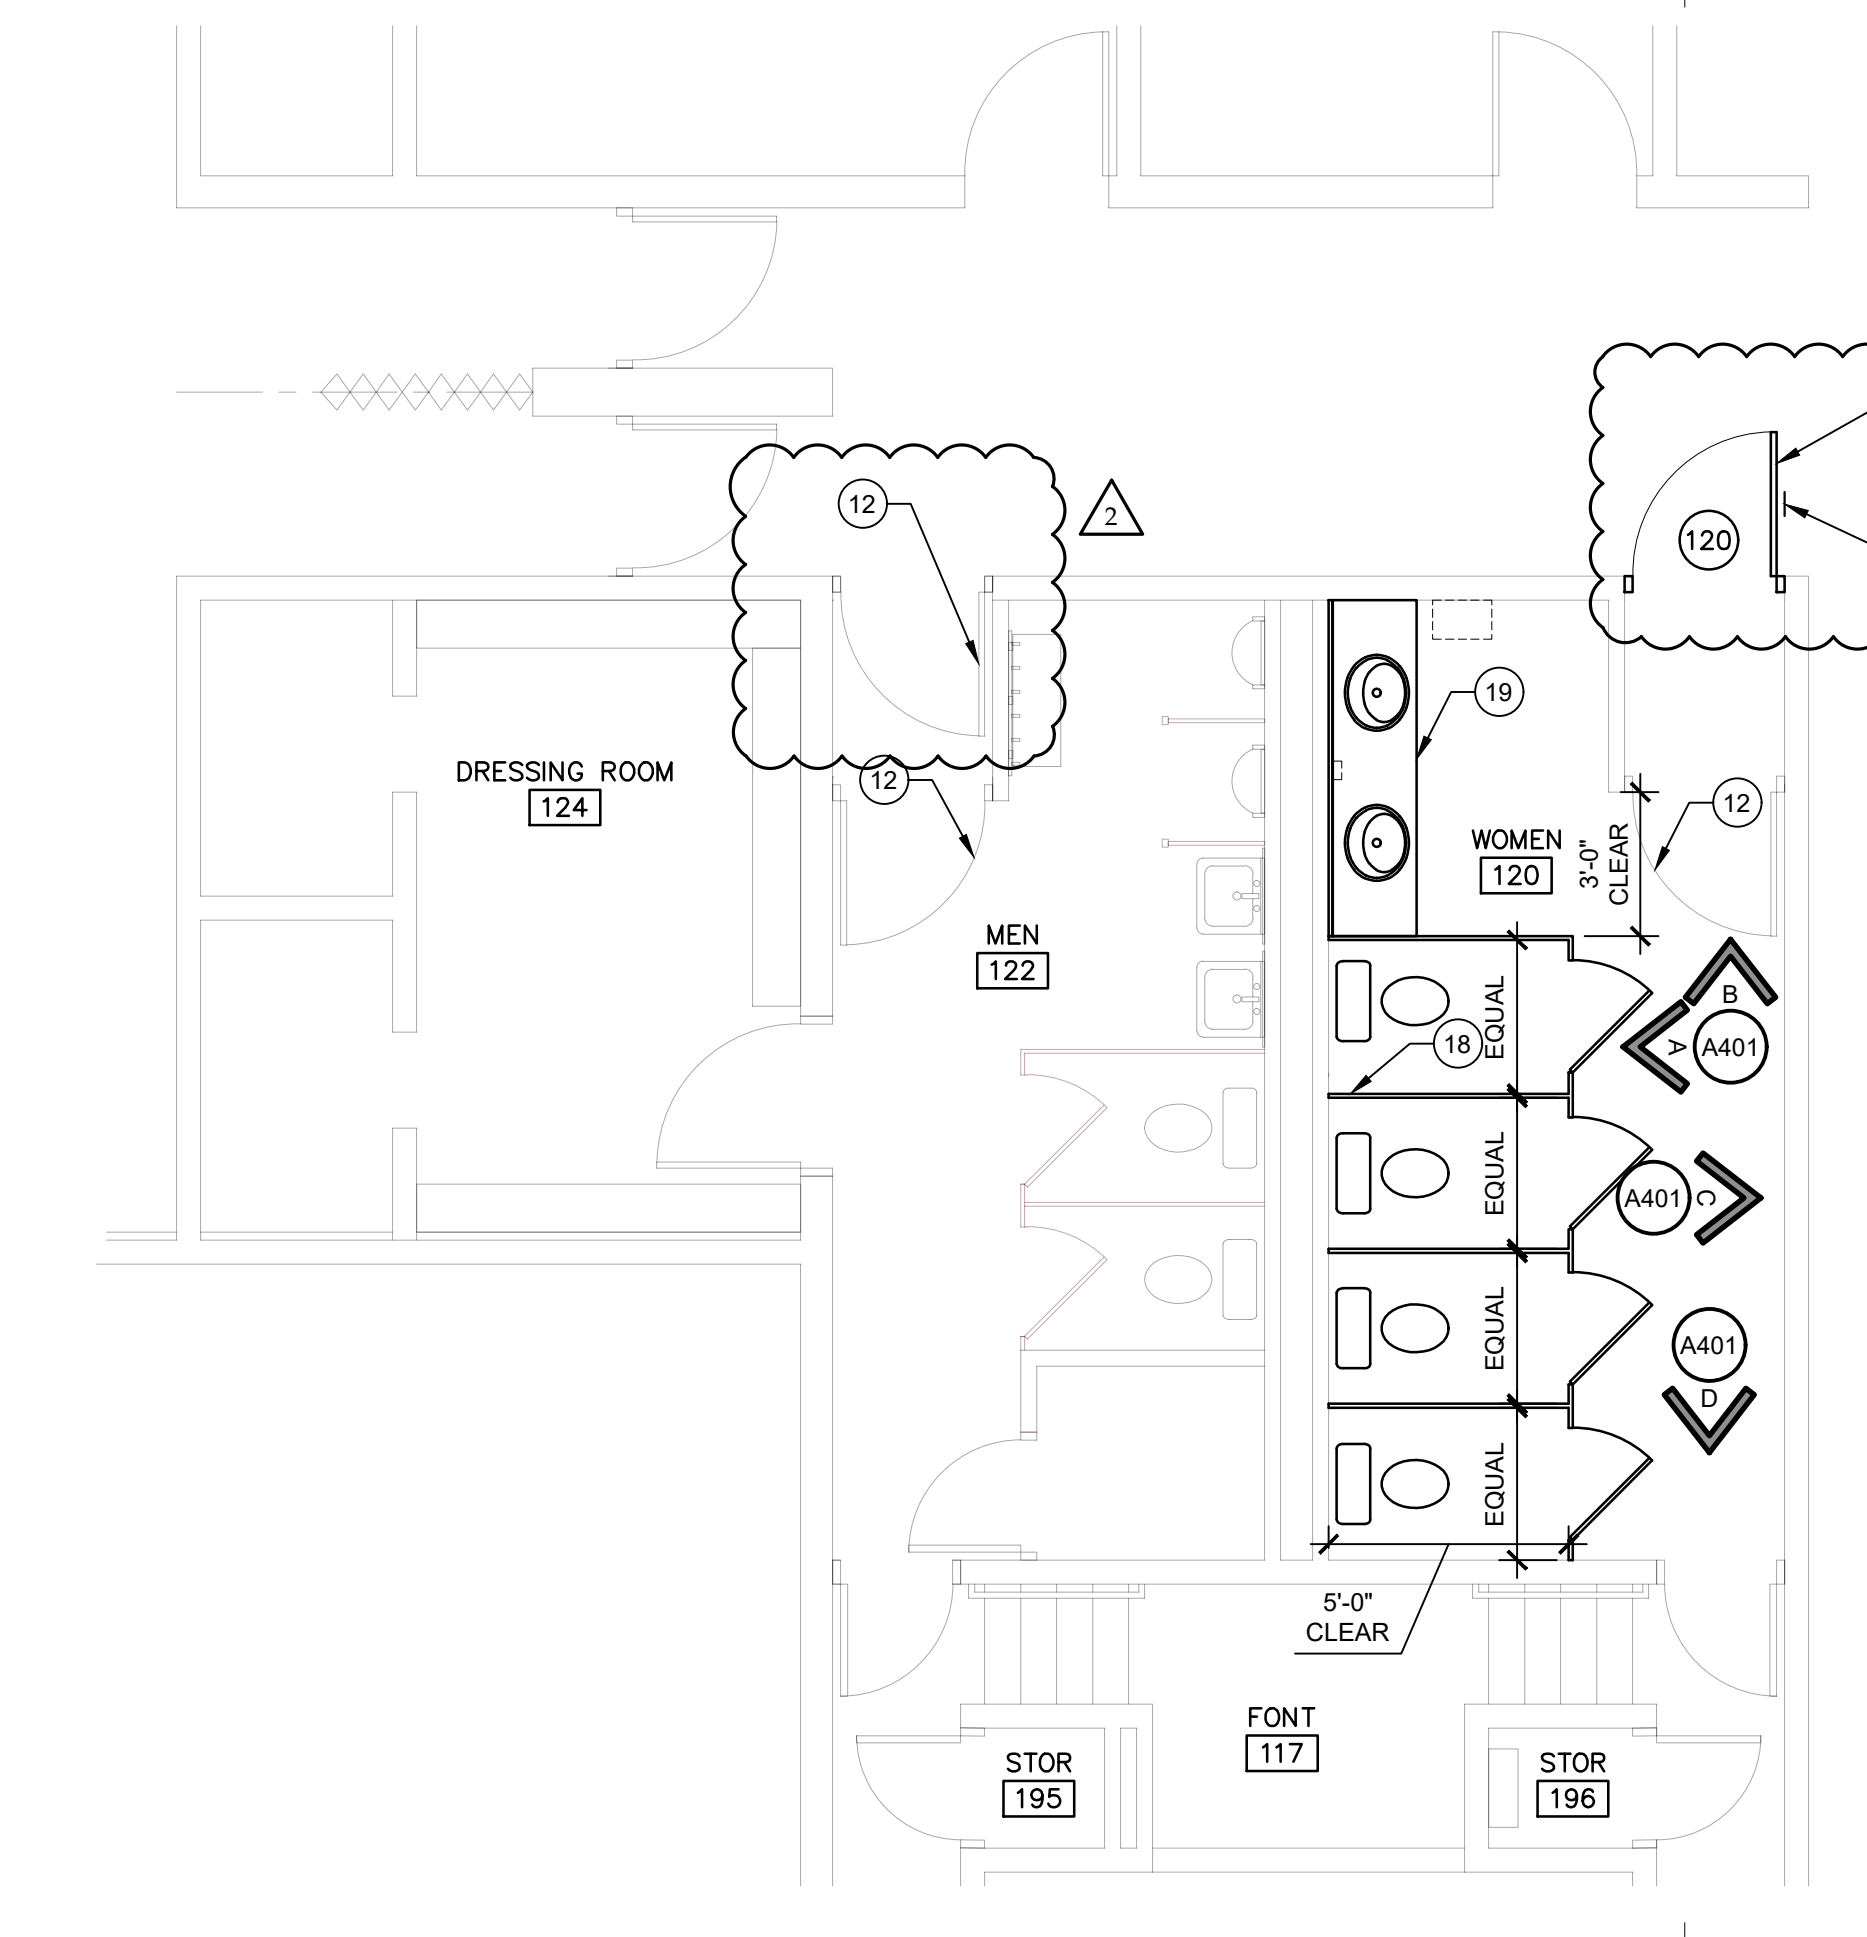 12
2
120
19
DRESSING ROOM
124
12
12
WOMEN
120
3'-0"
CLEAR
MEN
122
B
A
A401
EQUAL
18
EQUAL
A401
C
EQUAL
A401
D
EQUAL
5'-0"
CLEAR
FONT
117
STOR
195
STOR
196